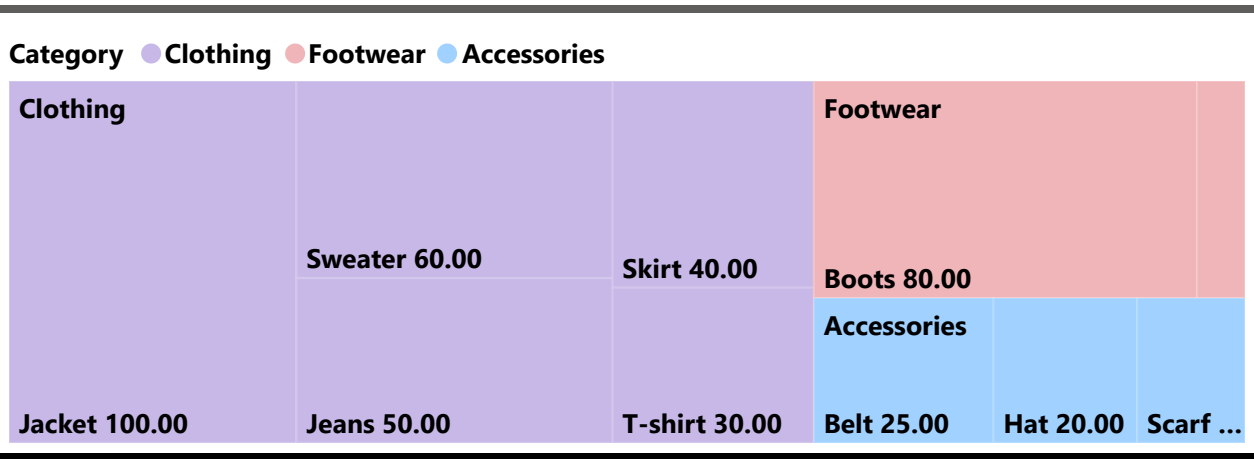 Category Clothing Footwear Accessories
Clothing
Footwear
Sweater 60.00
Skirt 40.00
Boots 80.00
Accessories
Jacket 100.00
Jeans 50.00
T-shirt 30.00
Belt 25.00
Hat 20.00
Scarf ...